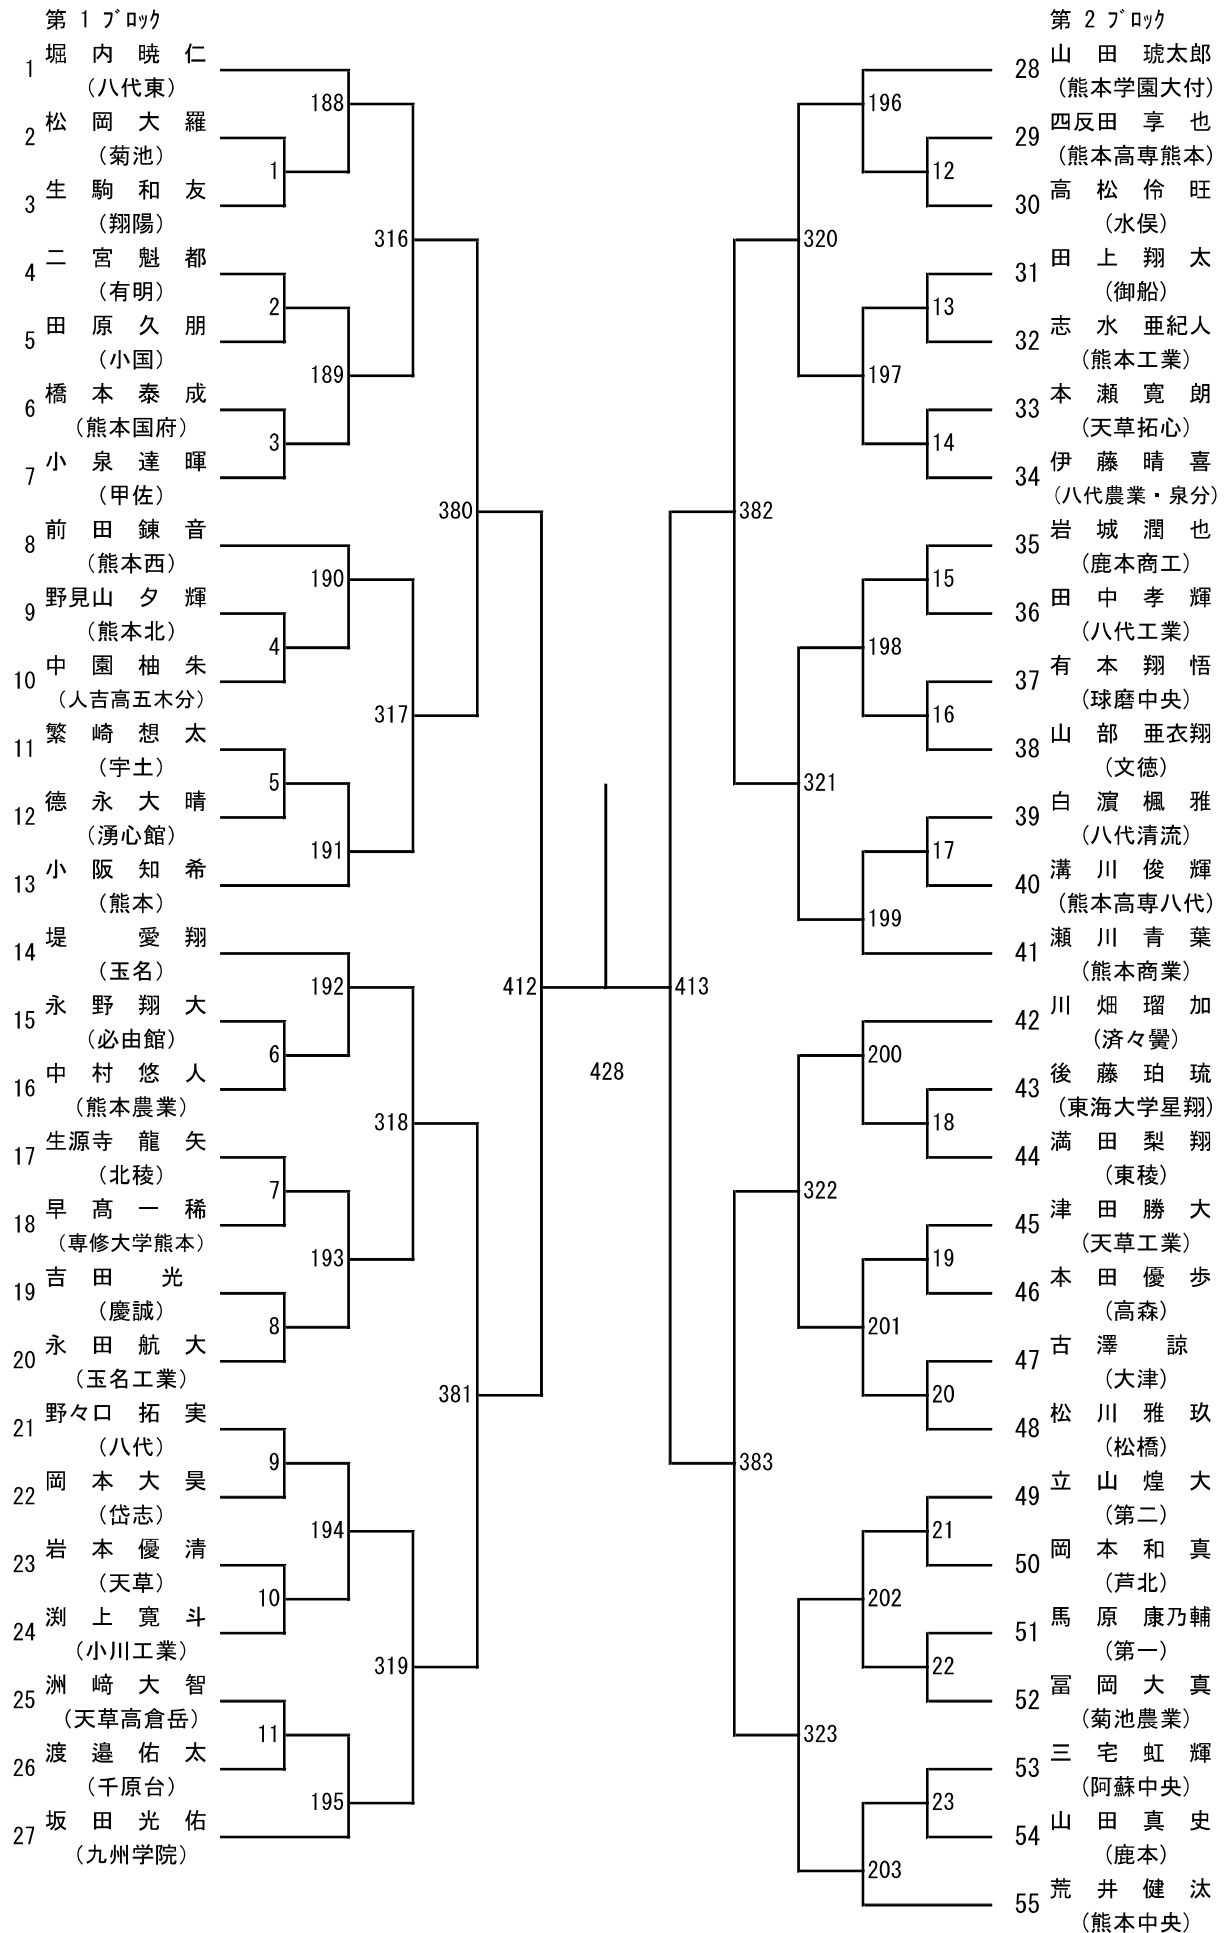 第 1 ブロック
1 堀 内 暁 仁
(八代東)
2 松 岡 大 羅
(菊池)
3 生 駒 和 友
(翔陽)
4 二 宮 魁 都
(有明)
5 田 原 久 朋
(小国)
6 橋 本 泰 成
(熊本国府)
7 小 泉 達 暉
(甲佐)
8 前 田 錬 音
(熊本西)
9 野見山 夕 輝
(熊本北)
10 中 園 柚 朱
(人吉高五木分)
11 繁 崎 想 太
(宇土)
12 德 永 大 晴
(湧心館)
13 小 阪 知 希
(熊本)
14 堤 愛 翔
(玉名)
15 永 野 翔 大
(必由館)
16 中 村 悠 人
(熊本農業)
17 生源寺 龍 矢
(北稜)
18 早 髙 一 稀
(専修大学熊本)
19 吉 田 光
(慶誠)
20 永 田 航 大
(玉名工業)
21 野々口 拓 実
(八代)
22 岡 本 大 昊
(岱志)
23 岩 本 優 清
(天草)
24 渕 上 寛 斗
(小川工業)
25 洲 﨑 大 智
(天草高倉岳)
26 渡 邉 佑 太
(千原台)
27 坂 田 光 佑
(九州学院)
188
1
316
2
189
3
380
190
4
317
5
191
412
192
6
318
7
193
8
381
9
194
10
319
11
195
428
第 2 ブロック
28 山 田 琥太郎
(熊本学園大付)
29 四反田 享 也
(熊本高専熊本)
30 高 松 伶 旺
(水俣)
31 田 上 翔 太
(御船)
32 志 水 亜紀人
(熊本工業)
33 本 瀬 寛 朗
(天草拓心)
34 伊 藤 晴 喜
(八代農業・泉分)
35 岩 城 潤 也
(鹿本商工)
36 田 中 孝 輝
(八代工業)
37 有 本 翔 悟
(球磨中央)
38 山 部 亜衣翔
(文徳)
39 白 濵 楓 雅
(八代清流)
40 溝 川 俊 輝
(熊本高専八代)
41 瀬 川 青 葉
(熊本商業)
42 川 畑 瑠 加
(済々黌)
43 後 藤 珀 琉
(東海大学星翔)
44 満 田 梨 翔
(東稜)
45 津 田 勝 大
(天草工業)
46 本 田 優 歩
(高森)
47 古 澤 諒
(大津)
48 松 川 雅 玖
(松橋)
49 立 山 煌 大
(第二)
50 岡 本 和 真
(芦北)
51 馬 原 康乃輔
(第一)
52 冨 岡 大 真
(菊池農業)
53 三 宅 虹 輝
(阿蘇中央)
54 山 田 真 史
(鹿本)
55 荒 井 健 汰
(熊本中央)
196
12
320
13
197
14
382
15
198
16
321
17
199
413
200
18
322
19
201
20
383
21
202
22
323
23
203